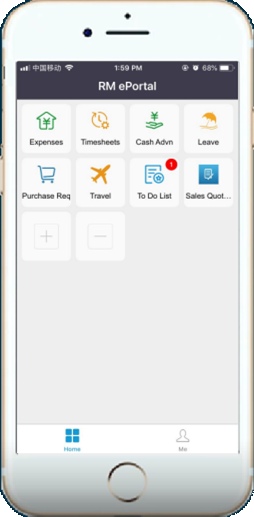 中国移动 1:59 PM 68%
RM ePortal
Expenses Timesheets Cash Advn Leave
1
Purchase Req Travel To Do List Sales Quot...
Home Me